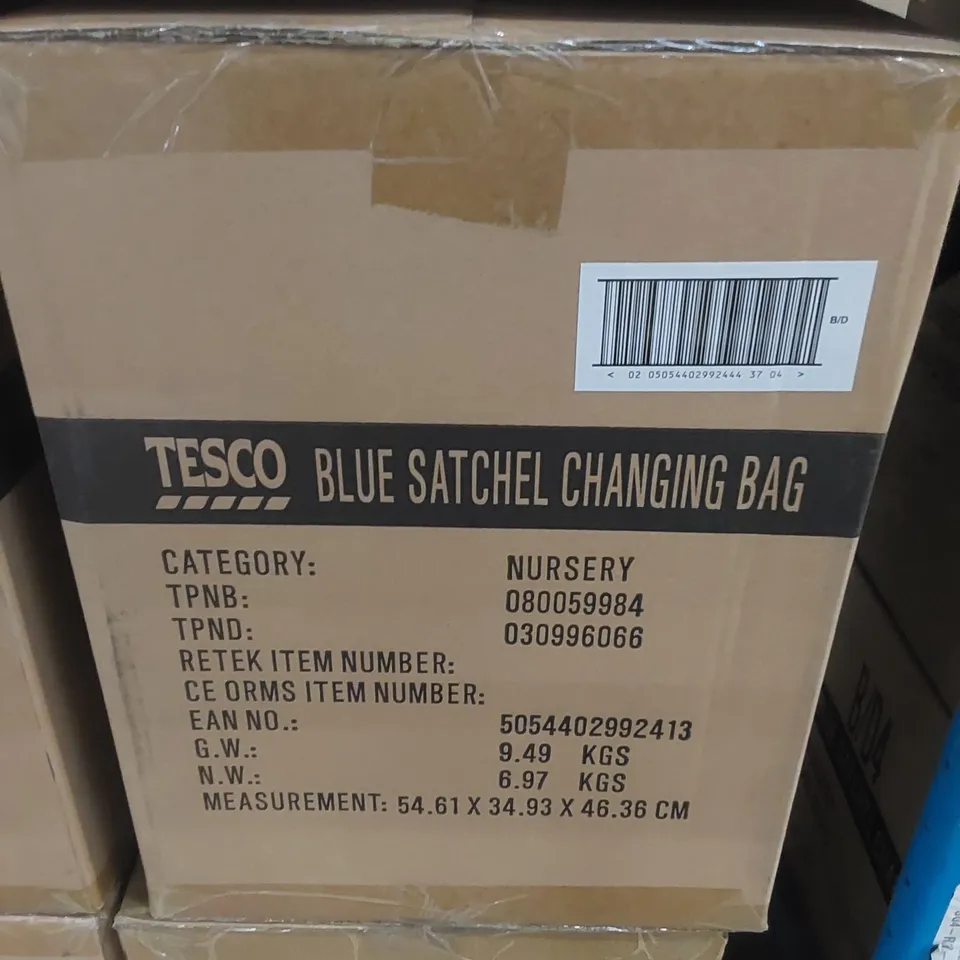 B/D
< 02 05054402992444 37 04 >
TESCO BLUE SATCHEL CHANGING BAG
CATEGORY: NURSERY
TPNB: 080059984
TPND: 030996066
RETEK ITEM NUMBER:
CE ORMS ITEM NUMBER:
EAN NO.: 5054402992413
G.W.: 9.49 KGS
N.W.: 6.97 KGS
MEASUREMENT: 54.61 X 34.93 X 46.36 CM